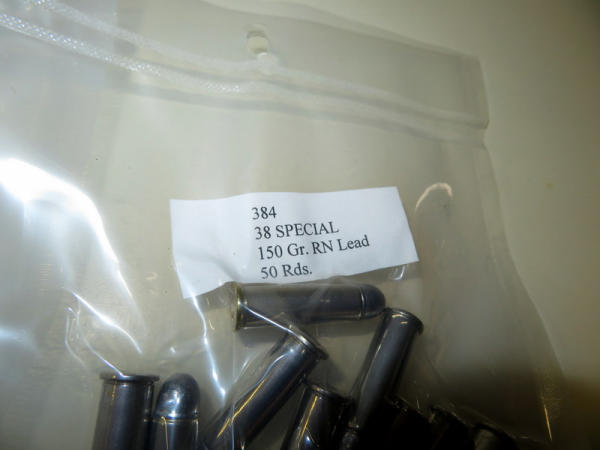 384
38 SPECIAL
150 Gr. RN Lead
50 Rds.